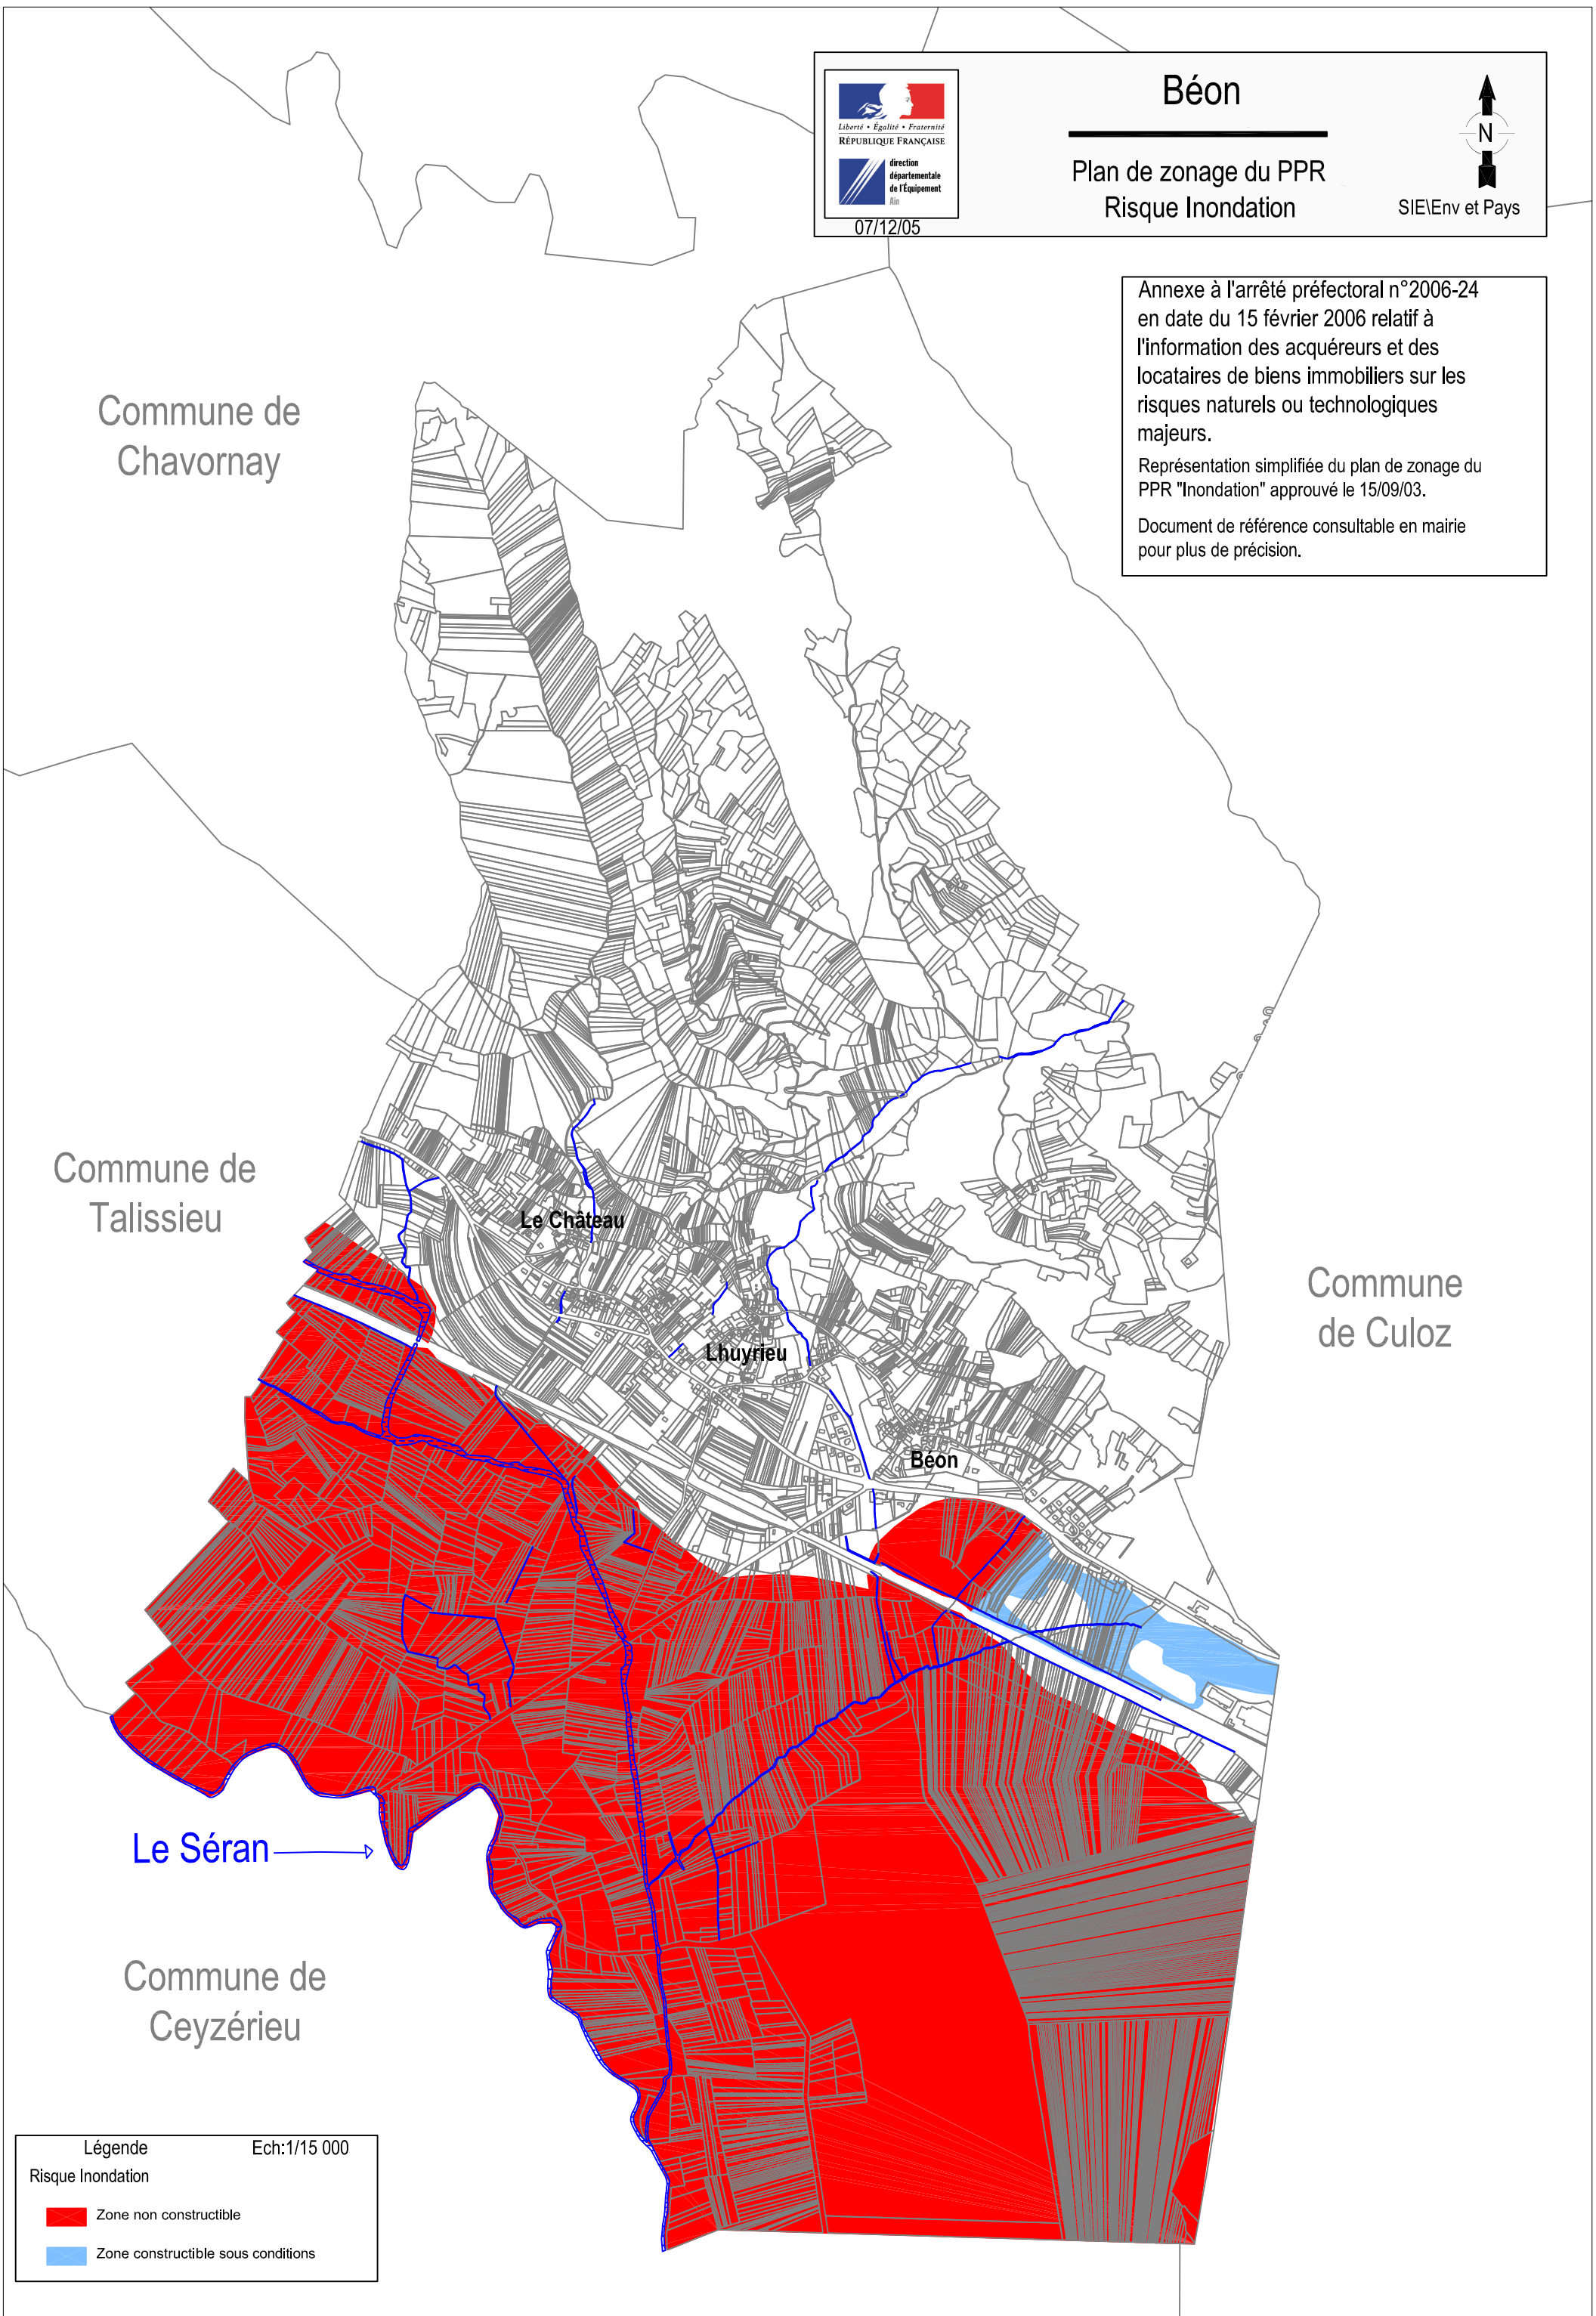 Liberté • Égalité • Fraternité
RÉPUBLIQUE FRANÇAISE
direction
départementale
de l'Équipement
Ain
07/12/05
Béon
Plan de zonage du PPR
Risque Inondation
N
SIE\Env et Pays
Annexe à l'arrêté préfectoral n°2006-24
en date du 15 février 2006 relatif à
l'information des acquéreurs et des
locataires de biens immobiliers sur les
risques naturels ou technologiques
majeurs.
Représentation simplifiée du plan de zonage du
PPR "Inondation" approuvé le 15/09/03.
Document de référence consultable en mairie
pour plus de précision.
Commune de
Chavornay
Commune de
Talissieu
Le Château
Commune
de Culoz
Lhuyrieu
Béon
Le Séran
Commune de
Ceyzérieu
Légende Ech:1/15 000
Risque Inondation
Zone non constructible
Zone constructible sous conditions